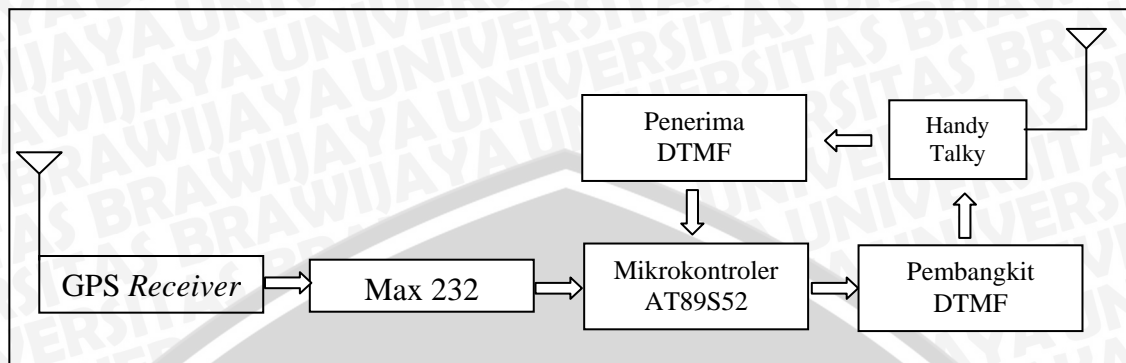 Penerima
DTMF
Handy
Talky
GPS Receiver
Max 232
Mikrokontroler
AT89S52
Pembangkit
DTMF